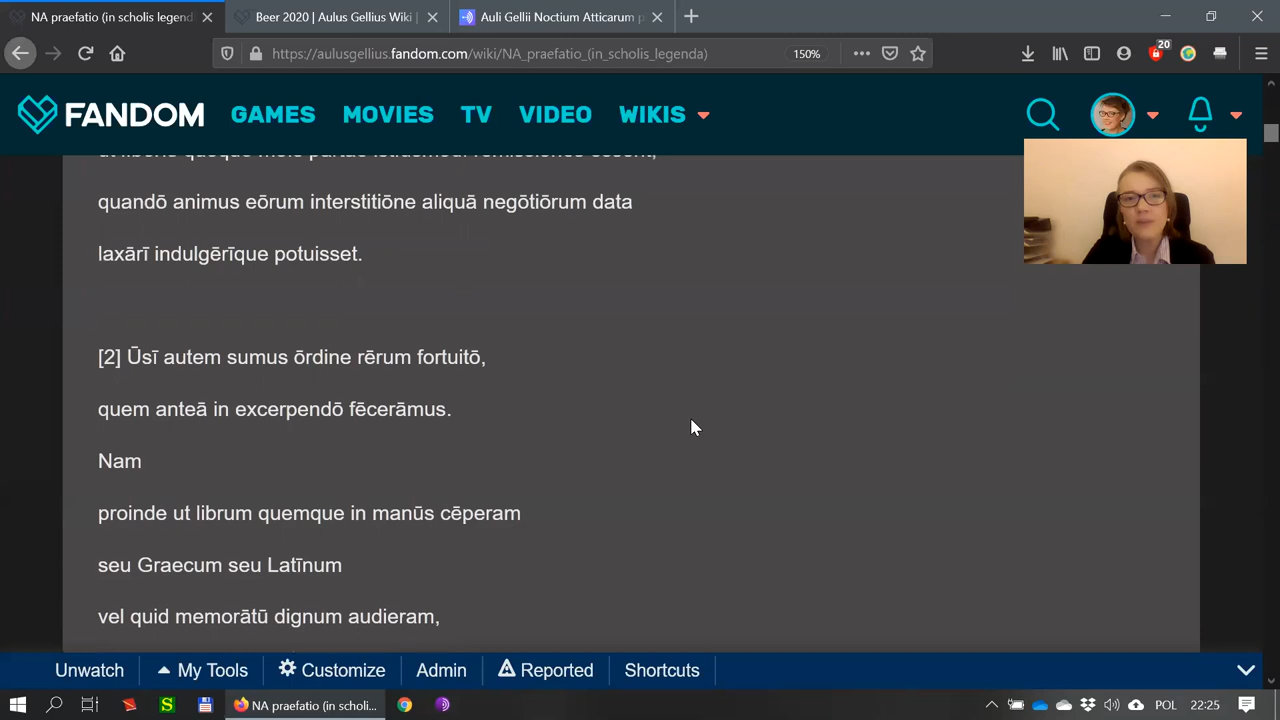 NA praefatio (in scholis legend
Beer 2020 | Aulus Gellius Wiki |
Auli Gellii Noctium Atticarum p
https://aulusgellius.fandom.com/wiki/NA_praefatio_(in_scholis_legenda)
150%
20
FANDOM
GAMES
MOVIES
TV
VIDEO
WIKIS
quandō animus eōrum interstitiōne aliquā negōtiōrum data
laxārī indulgērīque potuisset.
[2] Ūsī autem sumus ōrdine rērum fortuitō,
quem anteā in excerpendō fēcerāmus.
Nam
proinde ut librum quemque in manūs cēperam
seu Graecum seu Latīnum
vel quid memorātū dignum audieram,
Unwatch
My Tools
Customize
Admin
Reported
Shortcuts
NA praefatio (in scholi...
POL
22:25